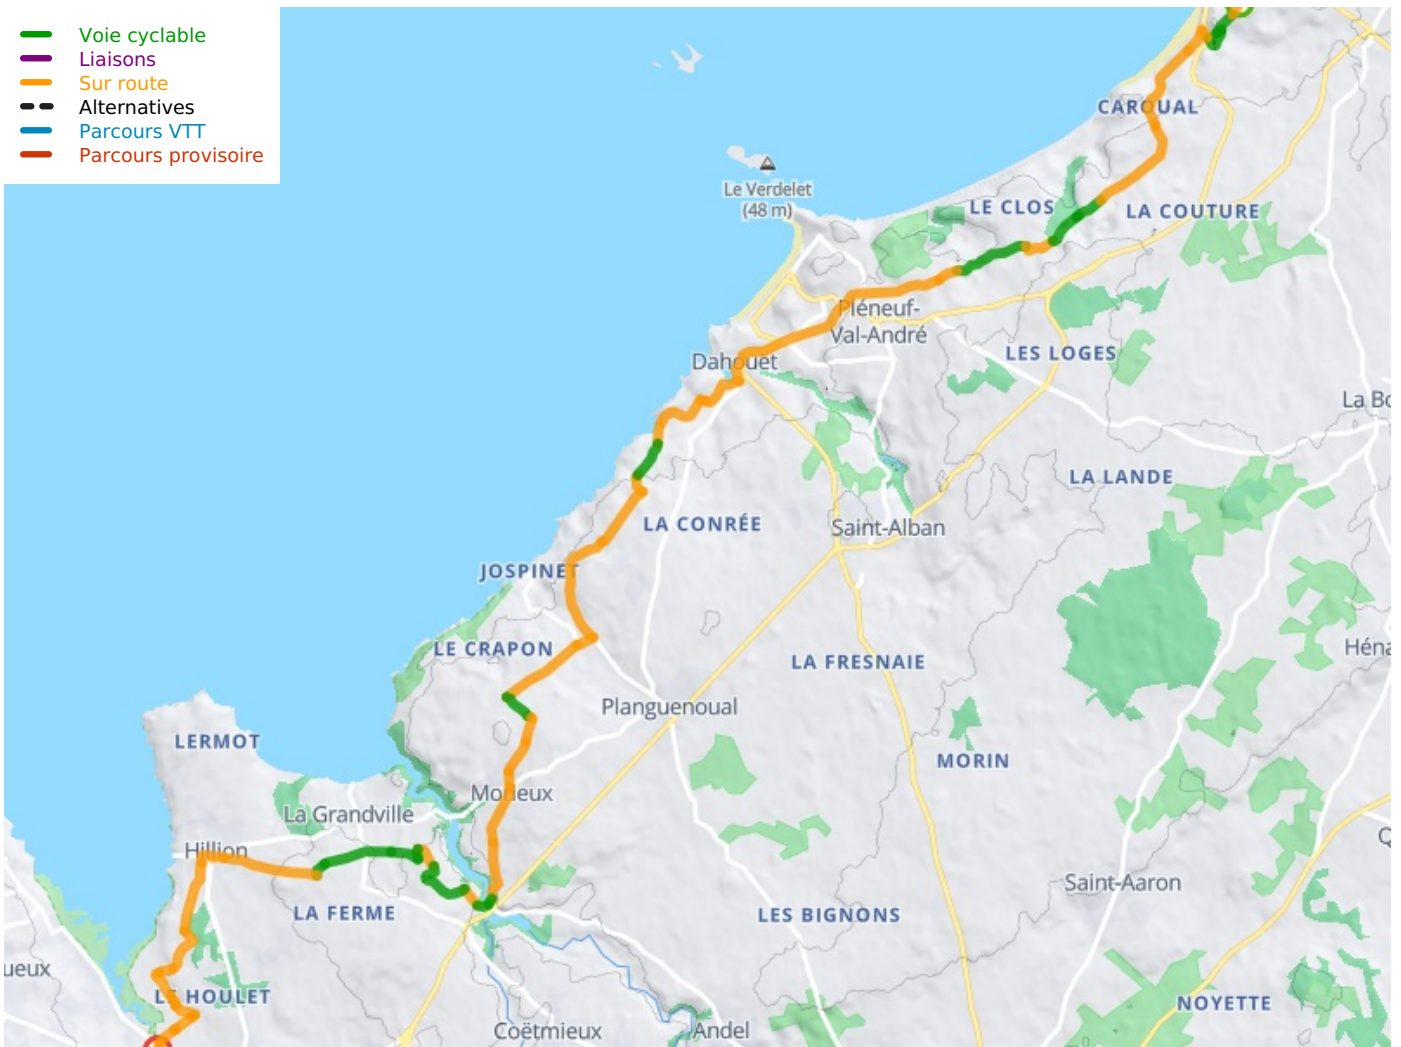 Voie cyclable
Liaisons
Sur route
Alternatives
Parcours VTT
Parcours provisoire
CAROUAL
Le Verdelet
(48 m)
LE CLOS
LA COUTURE
Pléneuf-
Val-André
Dahouët
LES LOGES
La Bo
LA LANDE
LA CONRÉE
Saint-Alban
JOSPINET
LE CRAPON
LA FRESNAIE
Héna
Planguenoual
LERMOT
MORIN
Morieux
La Grandville
Hillion
Q
Saint-Aaron
LA FERME
LES BIGNONS
ueux
LE HOULET
NOYETTE
Coëtmieux
Andel